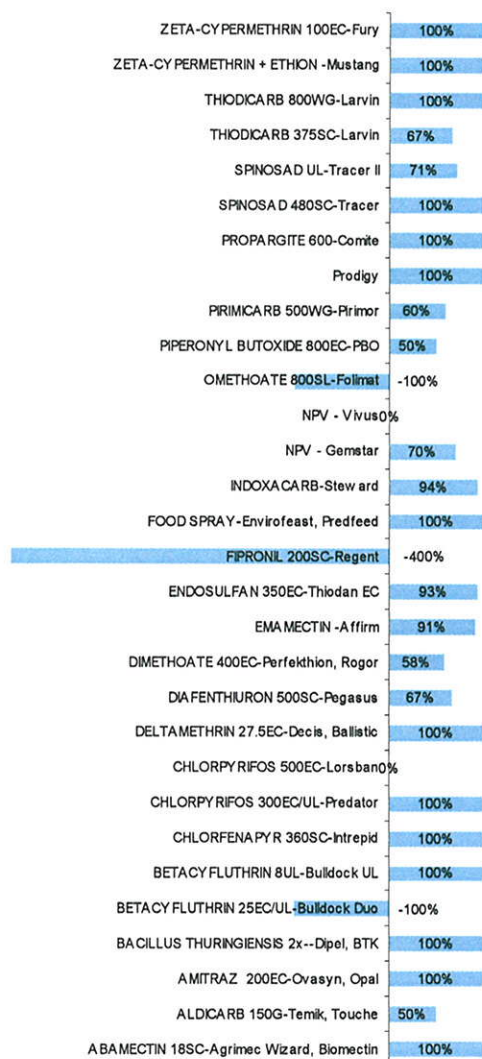 ZETA-CYPERMETHRIN 100EC-Fury 100%
ZETA-CYPERMETHRIN + ETHION -Mustang 100%
THIODICARB 800WG-Larvin 100%
THIODICARB 375SC-Larvin 67%
SPINOSAD UL-Tracer II 71%
SPINOSAD 480SC-Tracer 100%
PROPARGITE 600-Comite 100%
Prodigy 100%
PIRIMICARB 500WG-Pirimor 60%
PIPERONYL BUTOXIDE 800EC-PBO 50%
OMETHOATE 800SL-Folimat -100%
NPV - Vivus 0%
NPV - Gemstar 70%
INDOXACARB-Steward 94%
FOOD SPRAY-Envirofeast, Predfeed 100%
FIPRONIL 200SC-Regent -400%
ENDOSULFAN 350EC-Thiodan EC 93%
EMAMECTIN -Affirm 91%
DIMETHOATE 400EC-Perfekthion, Rogor 58%
DIAFENTHIURON 500SC-Pegasus 67%
DELTAMETHRIN 27.5EC-Decis, Ballistic 100%
CHLORPYRIFOS 500EC-Lorsban 0%
CHLORPYRIFOS 300EC/UL-Predator 100%
CHLORFENAPYR 360SC-Intrepid 100%
BETACYFLUTHRIN 8UL-Bulldock UL 100%
BETACYFLUTHRIN 25EC/UL-Bulldock Duo -100%
BACILLUS THURINGIENSIS 2x--Dipel, BTK 100%
AMITRAZ 200EC-Ovasyn, Opal 100%
ALDICARB 150G-Temik, Touche 50%
ABAMECTIN 18SC-Agrimec Wizard, Biomectin 100%